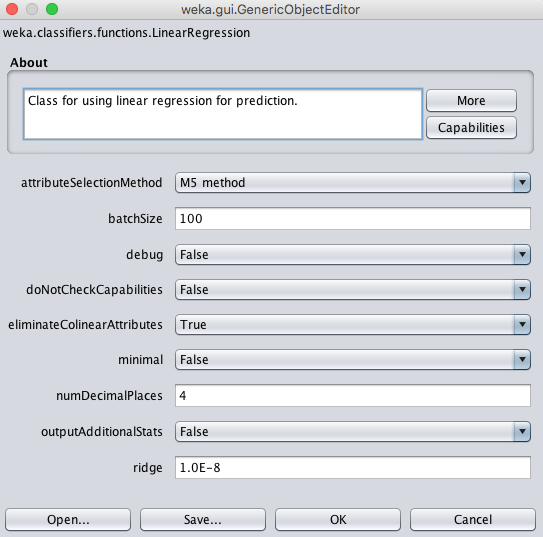 weka.gui.GenericObjectEditor
weka.classifiers.functions.LinearRegression
About
Class for using linear regression for prediction.
More
Capabilities
attributeSelectionMethod M5 method
batchSize 100
debug False
doNotCheckCapabilities False
eliminateColinearAttributes True
minimal False
numDecimalPlaces 4
outputAdditionalStats False
ridge 1.0E-8
Open... Save... OK Cancel